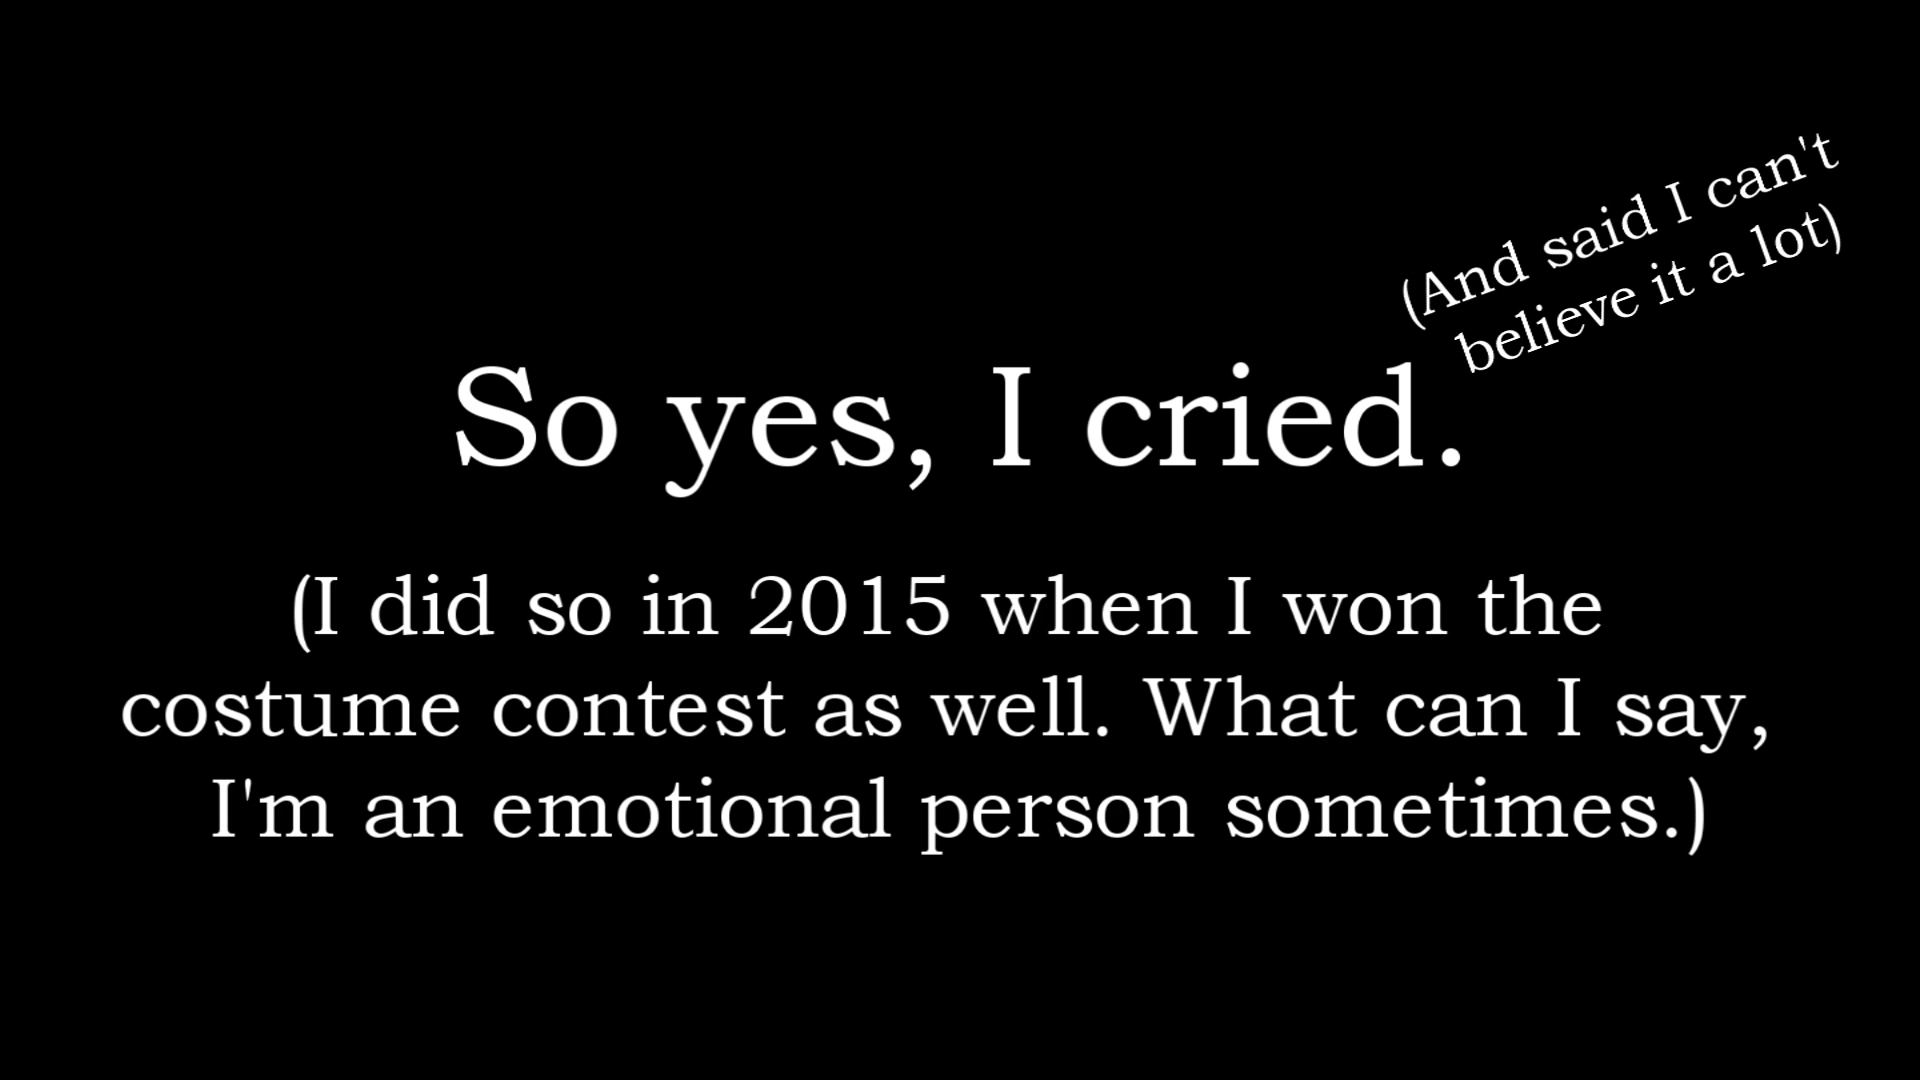 (And said I can't
believe it a lot)
So yes, I cried.
(I did so in 2015 when I won the
costume contest as well. What can I say,
I'm an emotional person sometimes.)